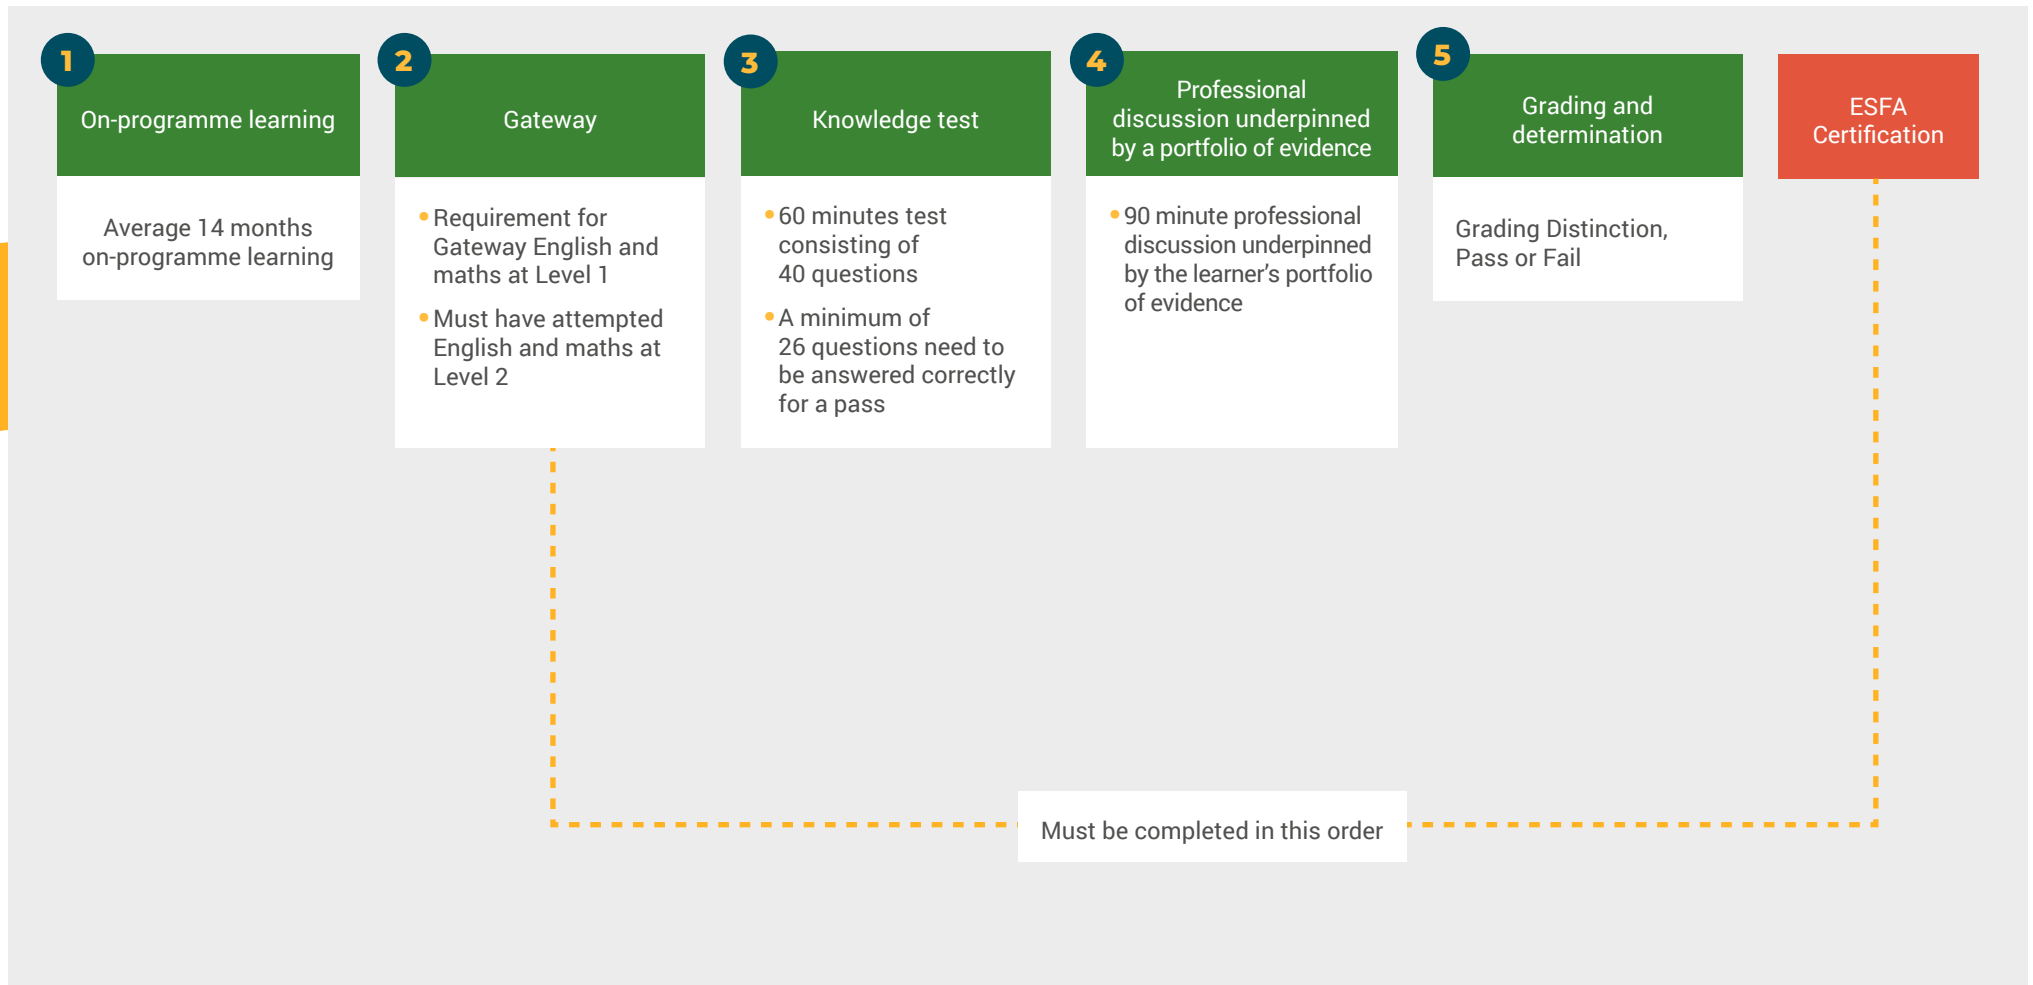 1
On-programme learning
Average 14 months
on-programme learning
2
Gateway
• Requirement for
Gateway English and
maths at Level 1
• Must have attempted
English and maths at
Level 2
3
Knowledge test
• 60 minutes test
consisting of
40 questions
• A minimum of
26 questions need to
be answered correctly
for a pass
4
Professional
discussion underpinned
by a portfolio of evidence
• 90 minute professional
discussion underpinned
by the learner’s portfolio
of evidence
5
Grading and
determination
Grading Distinction,
Pass or Fail
ESFA
Certification
Must be completed in this order